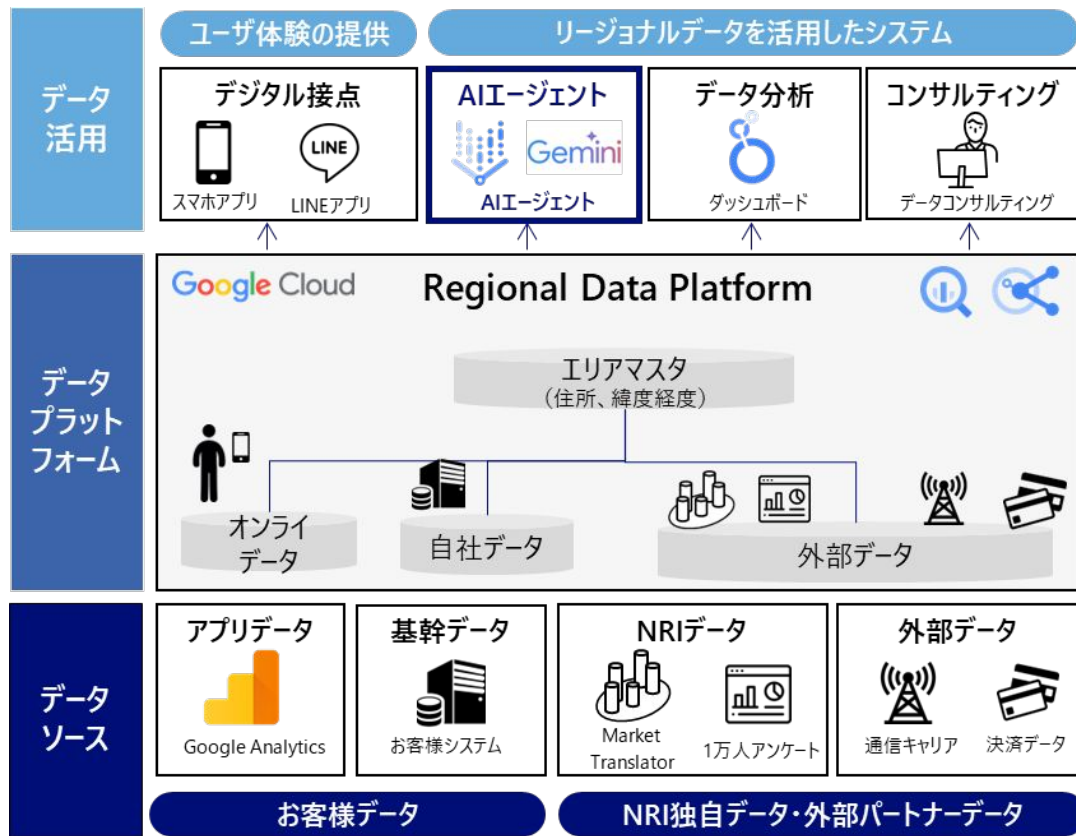 ユーザ体験の提供
リージョナルデータを活用したシステム
データ
活用
デジタル接点
スマホアプリ
LINE
LINEアプリ
AIエージェント
Gemini
AIエージェント
データ分析
ダッシュボード
コンサルティング
データコンサルティング
データ
プラット
フォーム
Google Cloud
Regional Data Platform
エリアマスタ
（住所、緯度経度）
オンライ
データ
自社データ
外部データ
データ
ソース
アプリデータ
Google Analytics
基幹データ
お客様システム
NRIデータ
Market
Translator
1万人アンケート
外部データ
通信キャリア
決済データ
お客様データ
NRI独自データ・外部パートナーデータ